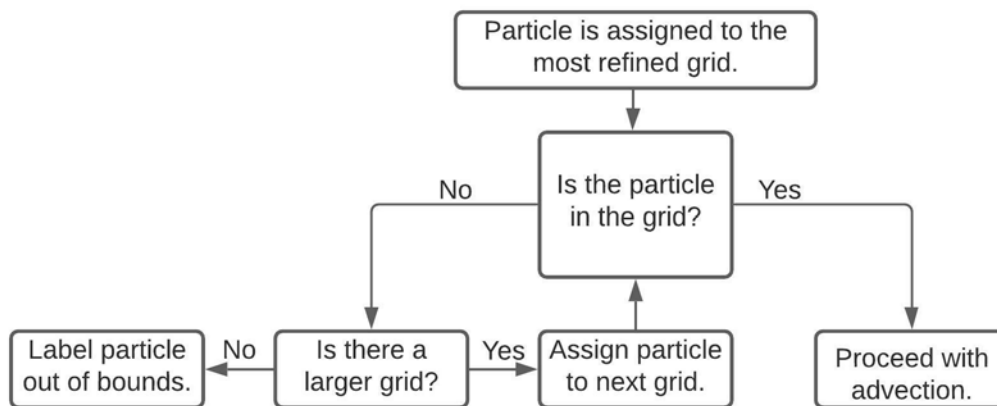 Particle is assigned to the
most refined grid.
Is the particle
in the grid?
No
Yes
Label particle
out of bounds.
No
Is there a
larger grid?
Yes
Assign particle
to next grid.
Proceed with
advection.